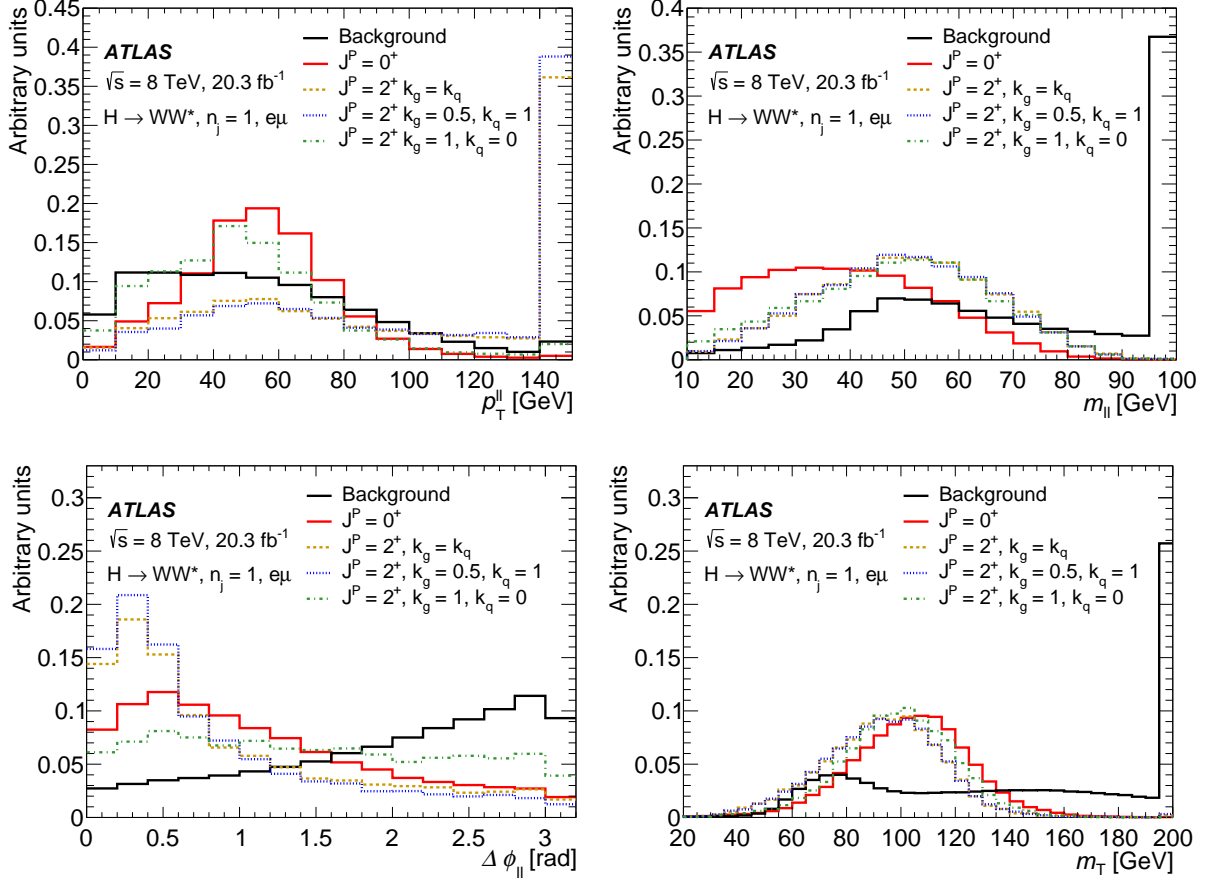 Arbitrary units
0.45
0.4
0.35
0.3
0.25
0.2
0.15
0.1
0.05
0
ATLAS
√s = 8 TeV, 20.3 fb⁻¹
H → WW*, n_j = 1, eμ
Background
J^P = 0⁺
J^P = 2⁺ k_g = k_q
J^P = 2⁺ k_g = 0.5, k_q = 1
J^P = 2⁺ k_g = 1, k_q = 0
0 20 40 60 80 100 120 140
p_T^ll [GeV]
Arbitrary units
0.4
0.35
0.3
0.25
0.2
0.15
0.1
0.05
0
ATLAS
√s = 8 TeV, 20.3 fb⁻¹
H → WW*, n_j = 1, eμ
Background
J^P = 0⁺
J^P = 2⁺, k_g = k_q
J^P = 2⁺, k_g = 0.5, k_q = 1
J^P = 2⁺, k_g = 1, k_q = 0
10 20 30 40 50 60 70 80 90 100
m_ll [GeV]
Arbitrary units
0.3
0.25
0.2
0.15
0.1
0.05
0
ATLAS
√s = 8 TeV, 20.3 fb⁻¹
H → WW*, n_j = 1, eμ
Background
J^P = 0⁺
J^P = 2⁺, k_g = k_q
J^P = 2⁺, k_g = 0.5, k_q = 1
J^P = 2⁺, k_g = 1, k_q = 0
0 0.5 1 1.5 2 2.5 3
Δ ϕ_ll [rad]
Arbitrary units
0.3
0.25
0.2
0.15
0.1
0.05
0
ATLAS
√s = 8 TeV, 20.3 fb⁻¹
H → WW*, n_j = 1, eμ
Background
J^P = 0⁺
J^P = 2⁺, k_g = k_q
J^P = 2⁺, k_g = 0.5, k_q = 1
J^P = 2⁺, k_g = 1, k_q = 0
20 40 60 80 100 120 140 160 180 200
m_T [GeV]